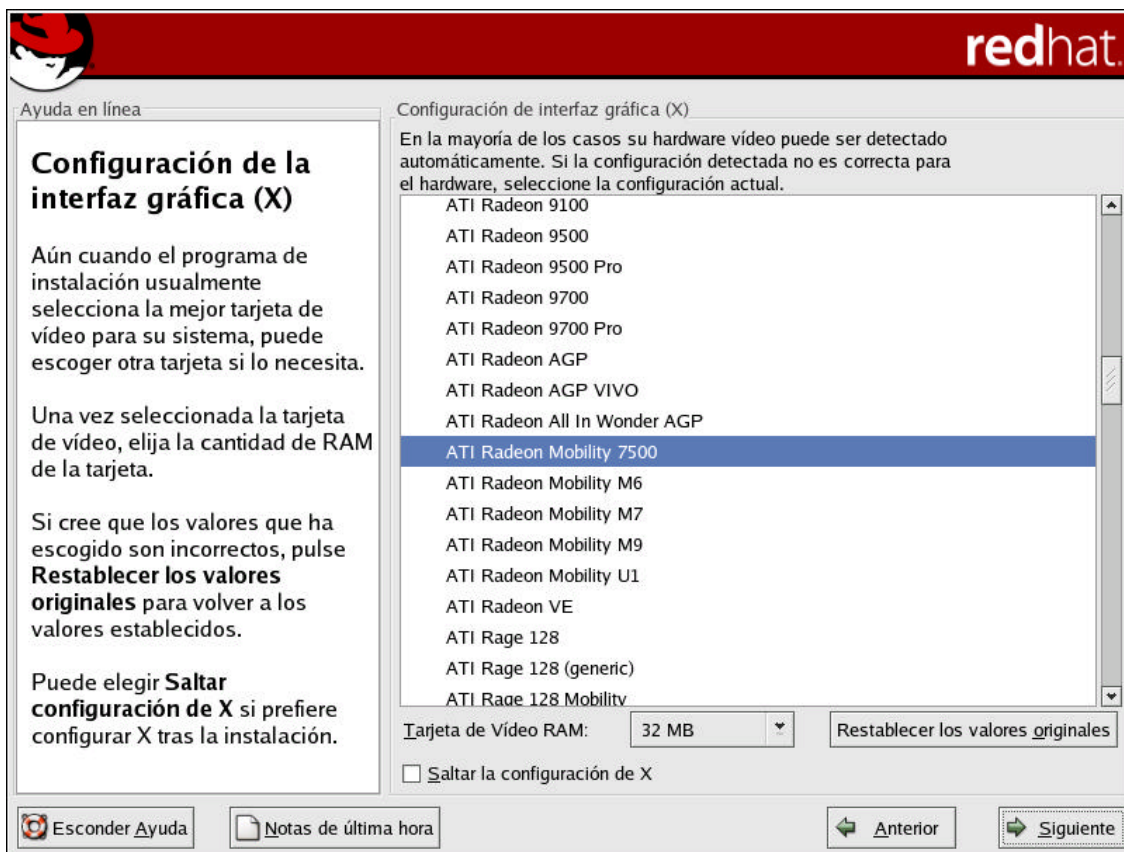 redhat.
Ayuda en línea
Configuración de la
interfaz gráfica (X)
Aún cuando el programa de
instalación usualmente
selecciona la mejor tarjeta de
vídeo para su sistema, puede
escoger otra tarjeta si lo necesita.
Una vez seleccionada la tarjeta
de vídeo, elija la cantidad de RAM
de la tarjeta.
Si cree que los valores que ha
escogido son incorrectos, pulse
Restablecer los valores
originales para volver a los
valores establecidos.
Puede elegir Saltar
configuración de X si prefiere
configurar X tras la instalación.
Configuración de interfaz gráfica (X)
En la mayoría de los casos su hardware vídeo puede ser detectado
automáticamente. Si la configuración detectada no es correcta para
el hardware, seleccione la configuración actual.
ATI Radeon 9100
ATI Radeon 9500
ATI Radeon 9500 Pro
ATI Radeon 9700
ATI Radeon 9700 Pro
ATI Radeon AGP
ATI Radeon AGP VIVO
ATI Radeon All In Wonder AGP
ATI Radeon Mobility 7500
ATI Radeon Mobility M6
ATI Radeon Mobility M7
ATI Radeon Mobility M9
ATI Radeon Mobility U1
ATI Radeon VE
ATI Rage 128
ATI Rage 128 (generic)
ATI Rage 128 Mobility
Tarjeta de Vídeo RAM: 32 MB Restablecer los valores originales
Saltar la configuración de X
Esconder Ayuda Notas de última hora Anterior Siguiente